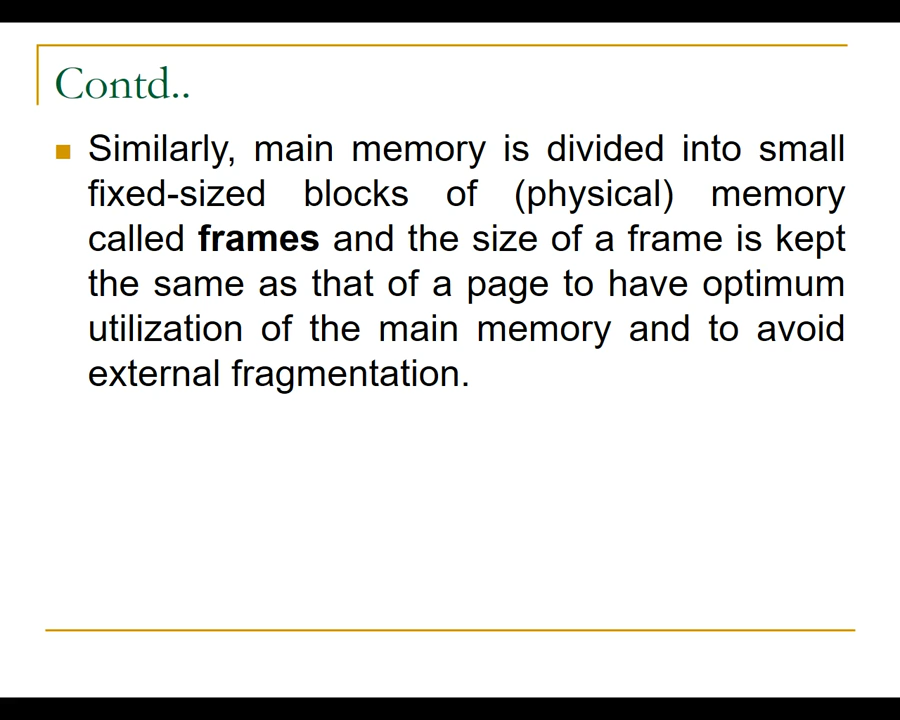 Contd..
Similarly, main memory is divided into small
fixed-sized blocks of (physical) memory
called frames and the size of a frame is kept
the same as that of a page to have optimum
utilization of the main memory and to avoid
external fragmentation.